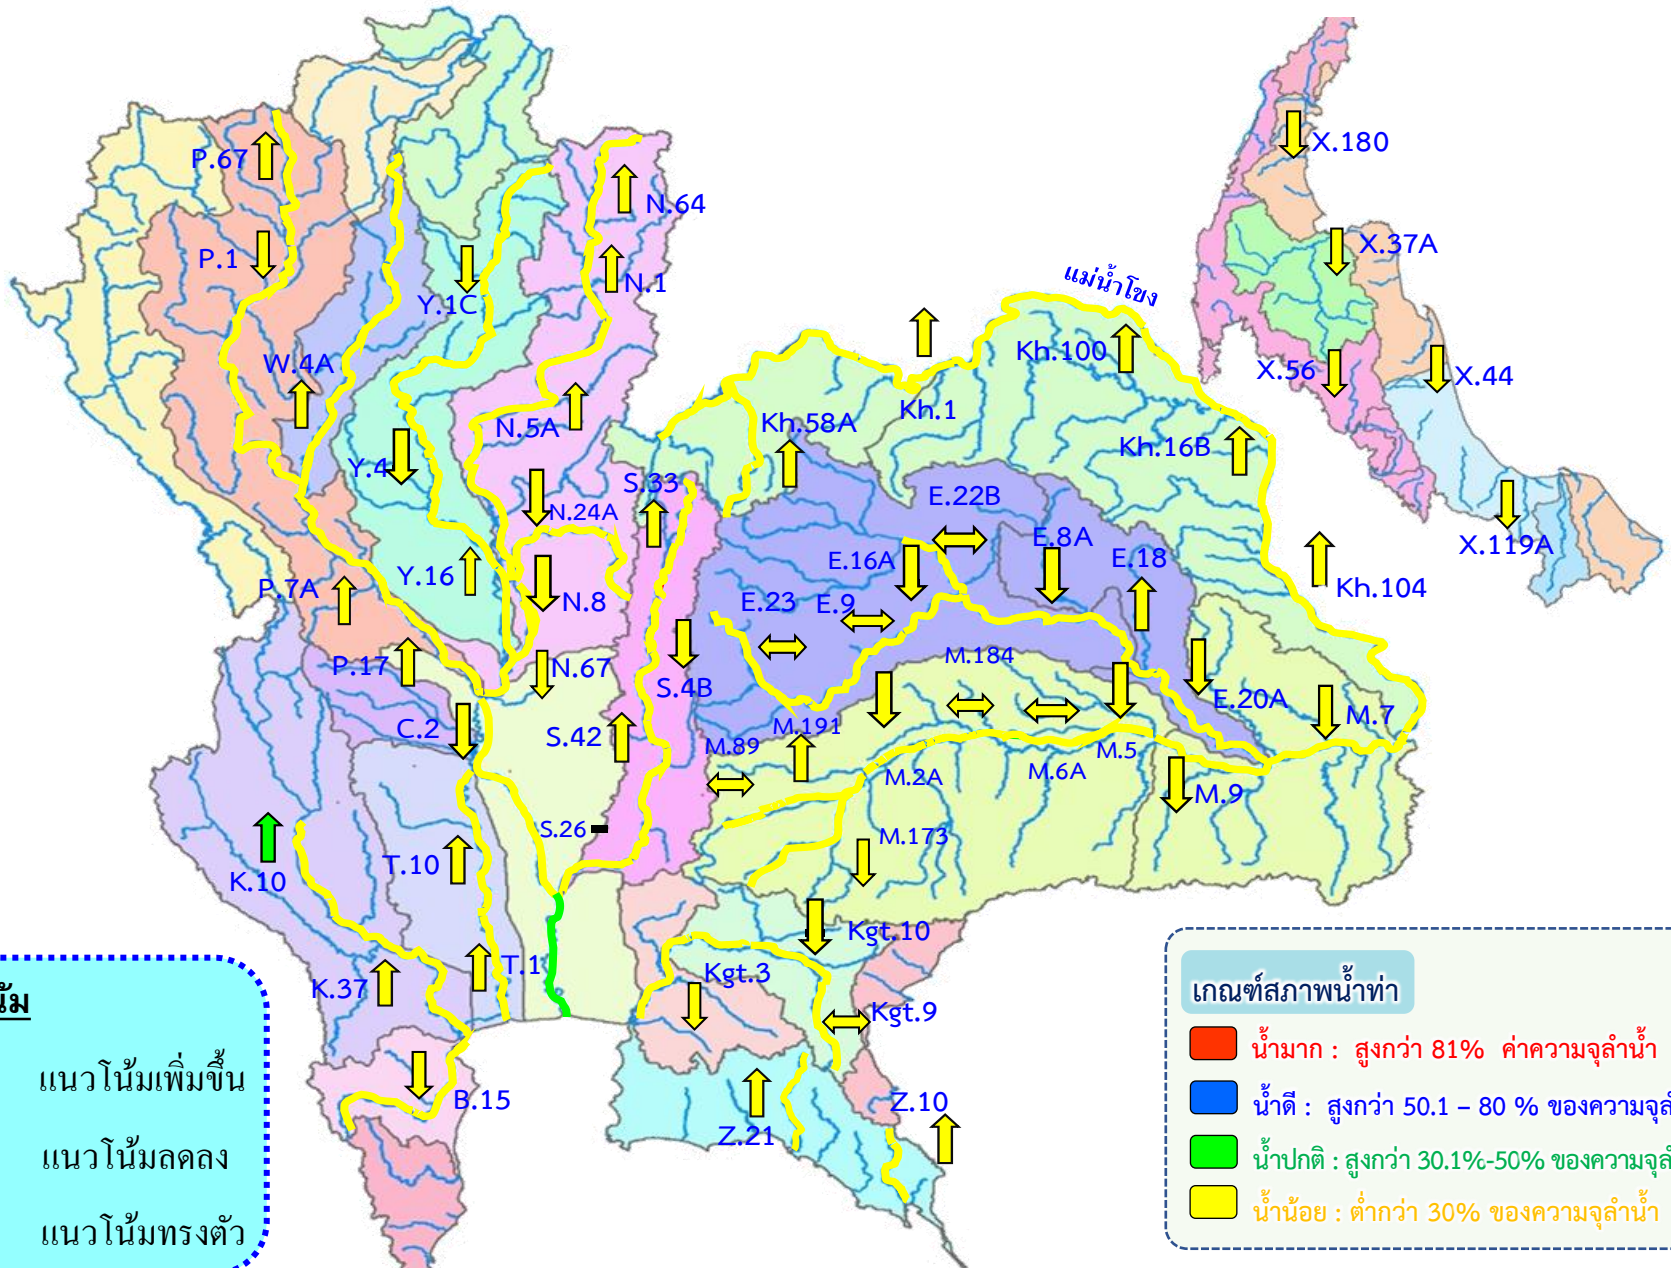 P.67
N.64
P.1
N.1
Y.1C
W.4A
N.5A
Y.4
N.24A
S.33
P.7A
Y.16
N.8
P.17
N.67
S.4B
C.2
S.42
S.26
K.10
T.10
K.37
T.1
B.15
แม่น้ำโขง
Kh.100
Kh.1
Kh.58A
Kh.16B
Kh.104
E.22B
E.8A
E.16A
E.18
E.23
E.9
M.184
E.20A
M.7
M.191
M.89
M.5
M.2A
M.6A
M.9
M.173
Kgt.10
Kgt.3
Kgt.9
Z.10
Z.21
X.180
X.37A
X.56
X.44
X.119A
แนวโน้มเพิ่มขึ้น
แนวโน้มลดลง
แนวโน้มทรงตัว
เกณฑ์สภาพน้ำท่า
น้ำมาก : สูงกว่า 81% ค่าความจุลำน้ำ
น้ำดี : สูงกว่า 50.1 – 80 % ของความจุลำ
น้ำปกติ : สูงกว่า 30.1%-50% ของความจุลำ
น้ำน้อย : ต่ำกว่า 30% ของความจุลำน้ำ